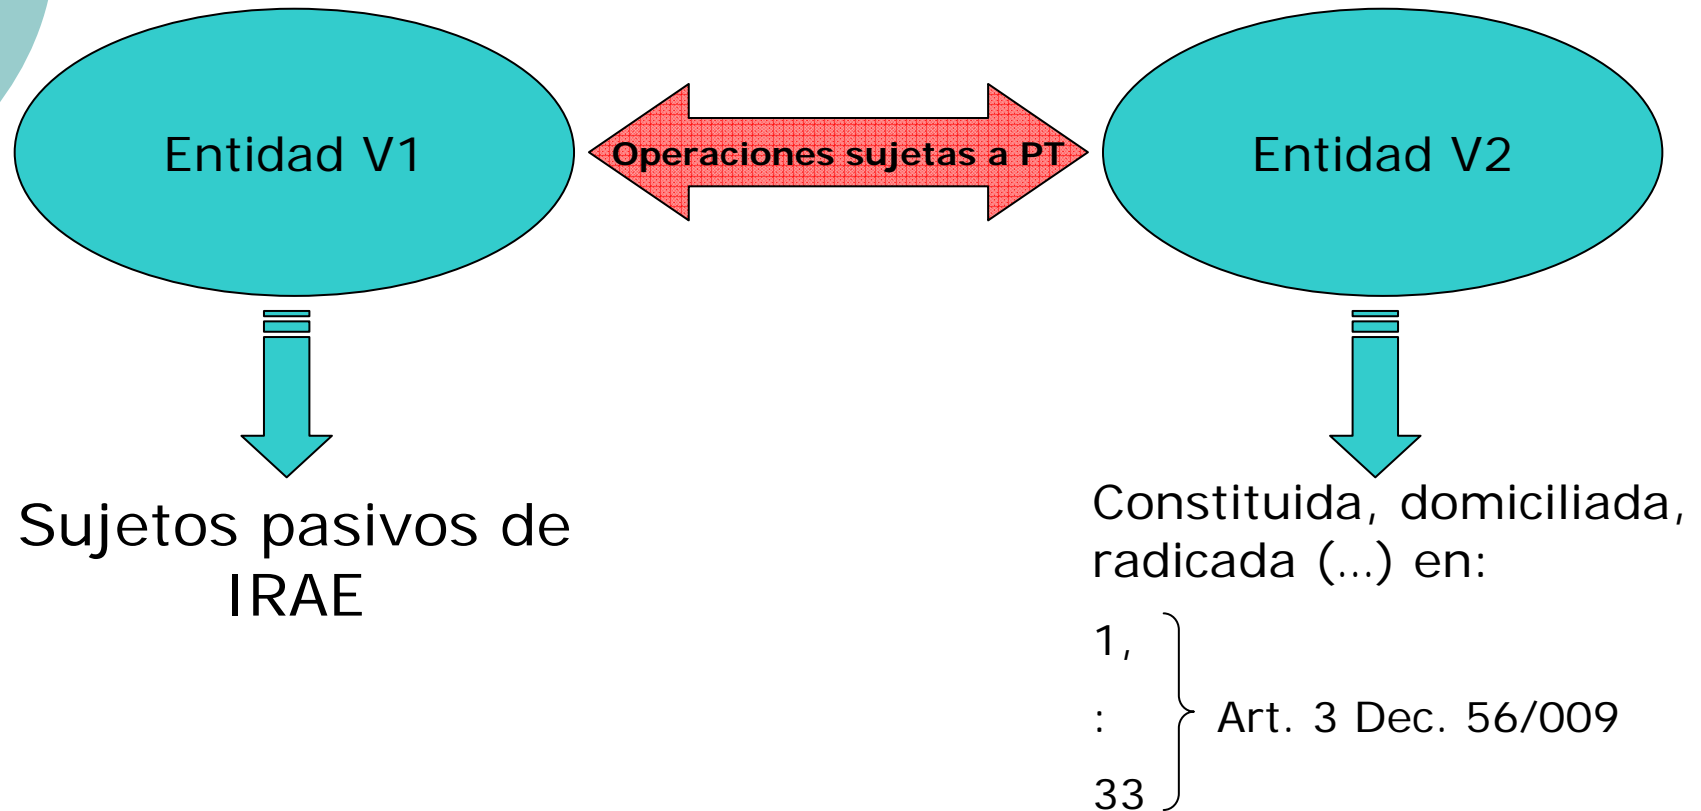 Entidad V1
Operaciones sujetas a PT
Entidad V2
Sujetos pasivos de
IRAE
Constituida, domiciliada,
radicada (...) en:
1,
:
33
Art. 3 Dec. 56/009